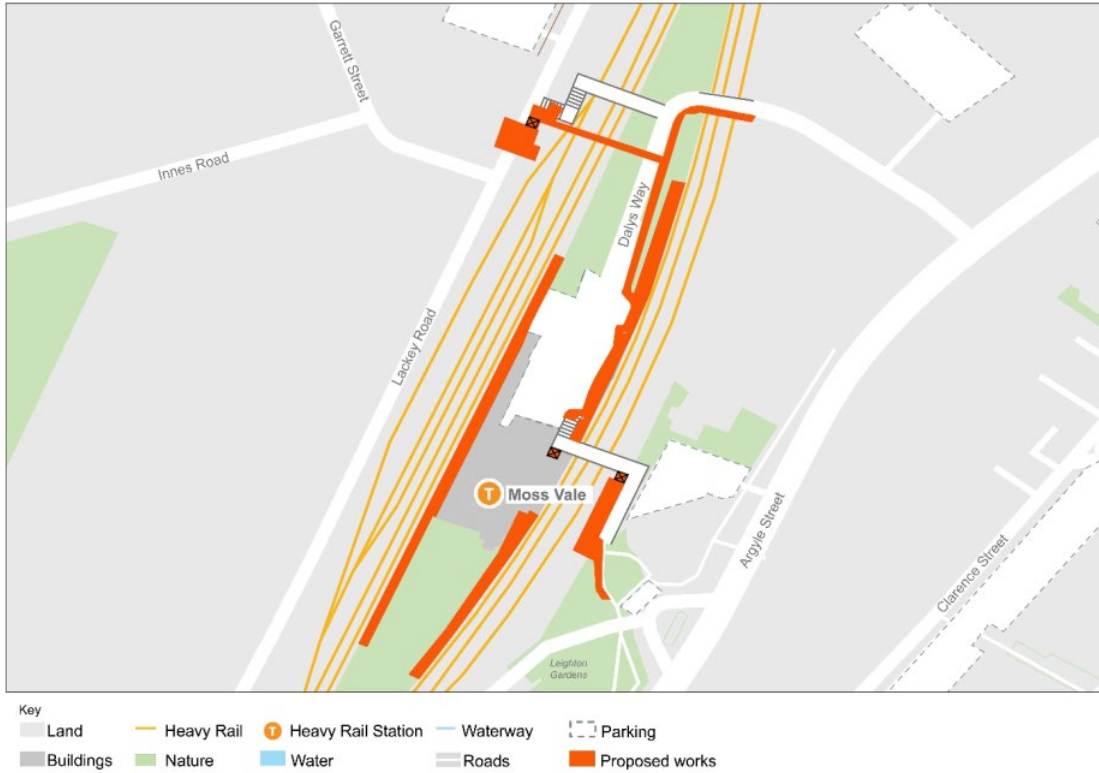 Garrett Street
Innes Road
Dalys Way
Lackey Road
T
Moss Vale
Argyle Street
Clarence Street
Leighton
Gardens
Key
Land
Heavy Rail
T Heavy Rail Station
Waterway
Parking
Buildings
Nature
Water
Roads
Proposed works